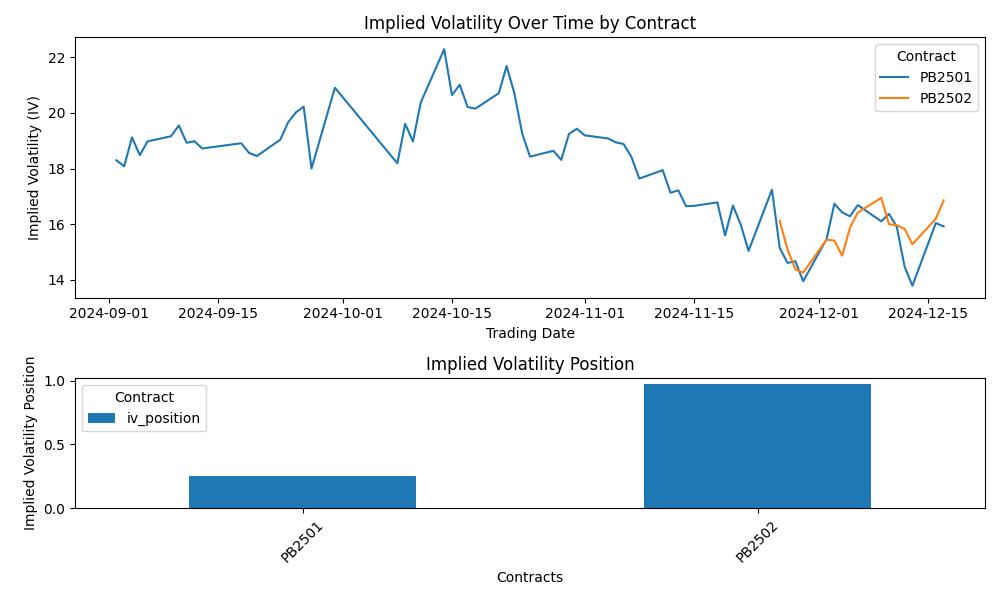 Implied Volatility Over Time by Contract
Implied Volatility (IV)
22
20
18
16
14
Contract
PB2501
PB2502
2024-09-01 2024-09-15 2024-10-01 2024-10-15 2024-11-01 2024-11-15 2024-12-01 2024-12-15
Trading Date
Implied Volatility Position
Implied Volatility Position
1.0
0.5
0.0
Contract
iv_position
PB2501 PB2502
Contracts